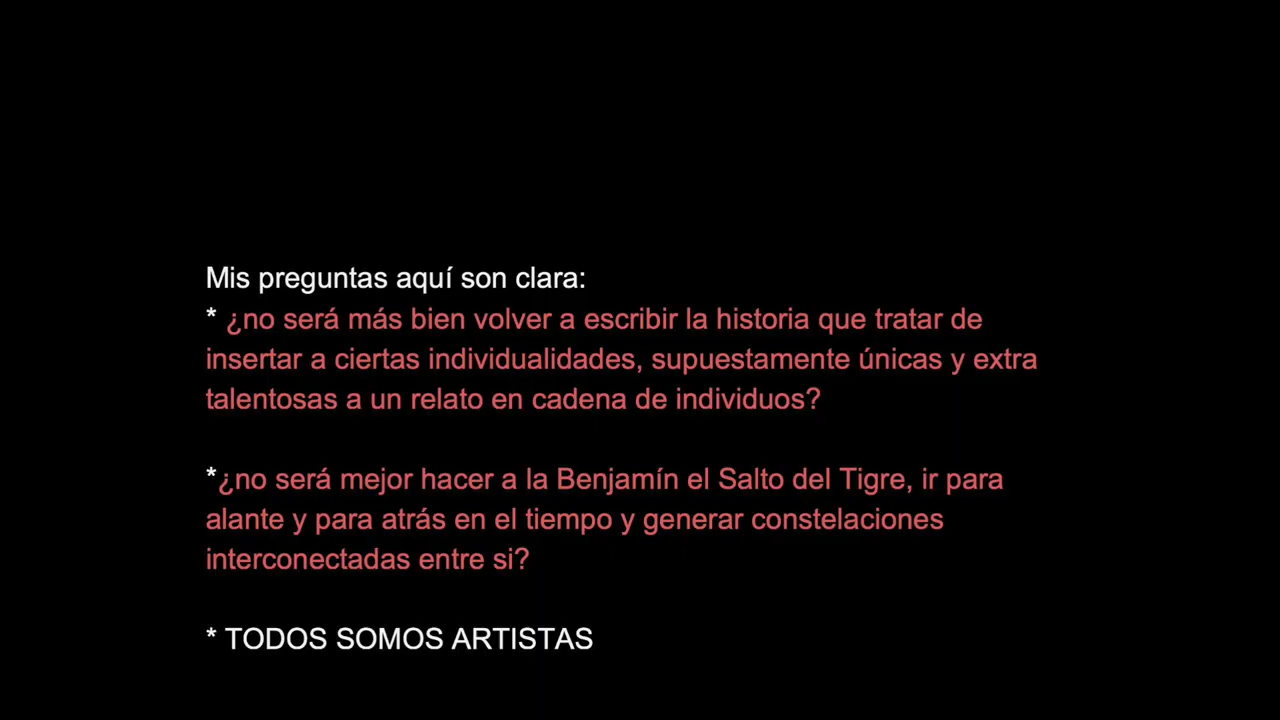 Mis preguntas aquí son clara:
* ¿no será más bien volver a escribir la historia que tratar de
insertar a ciertas individualidades, supuestamente únicas y extra
talentosas a un relato en cadena de individuos?
*¿no será mejor hacer a la Benjamín el Salto del Tigre, ir para
alante y para atrás en el tiempo y generar constelaciones
interconectadas entre si?
* TODOS SOMOS ARTISTAS